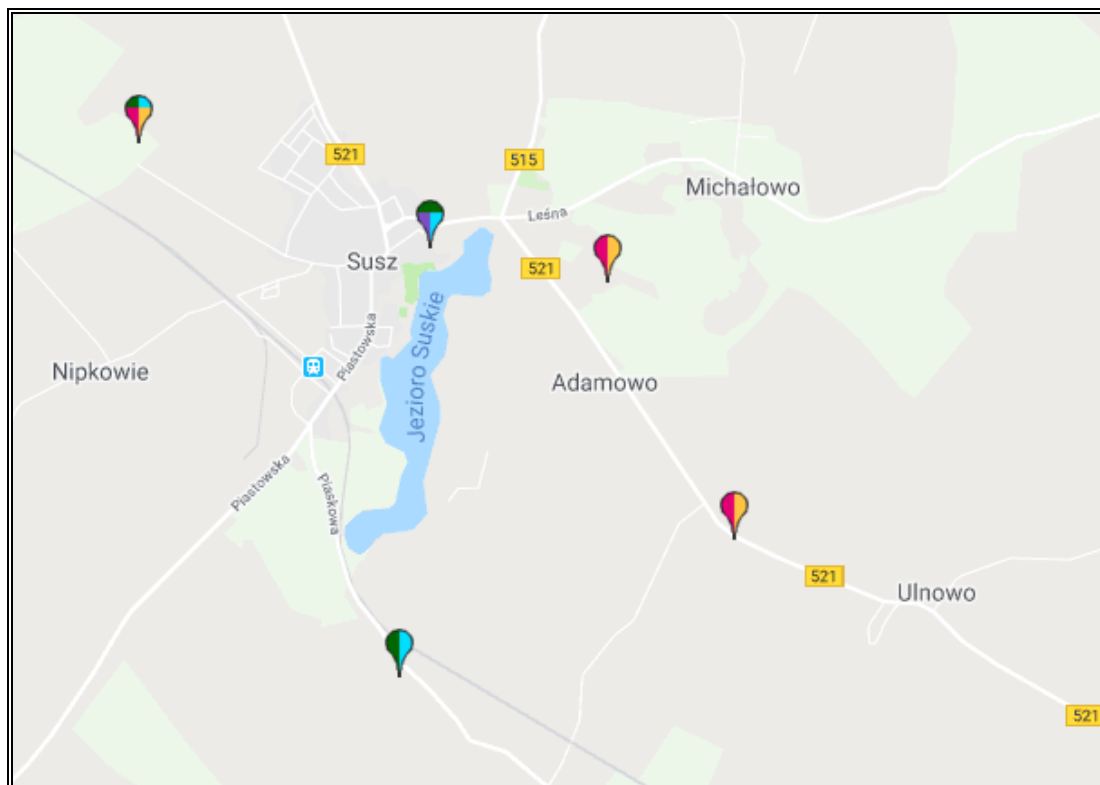 521
515
Michałowo
Leśna
Susz
521
Piastowska
Jezioro Suskie
Nipkowie
Adamowo
Piastowska
Piaskowa
521
Ulnowo
521